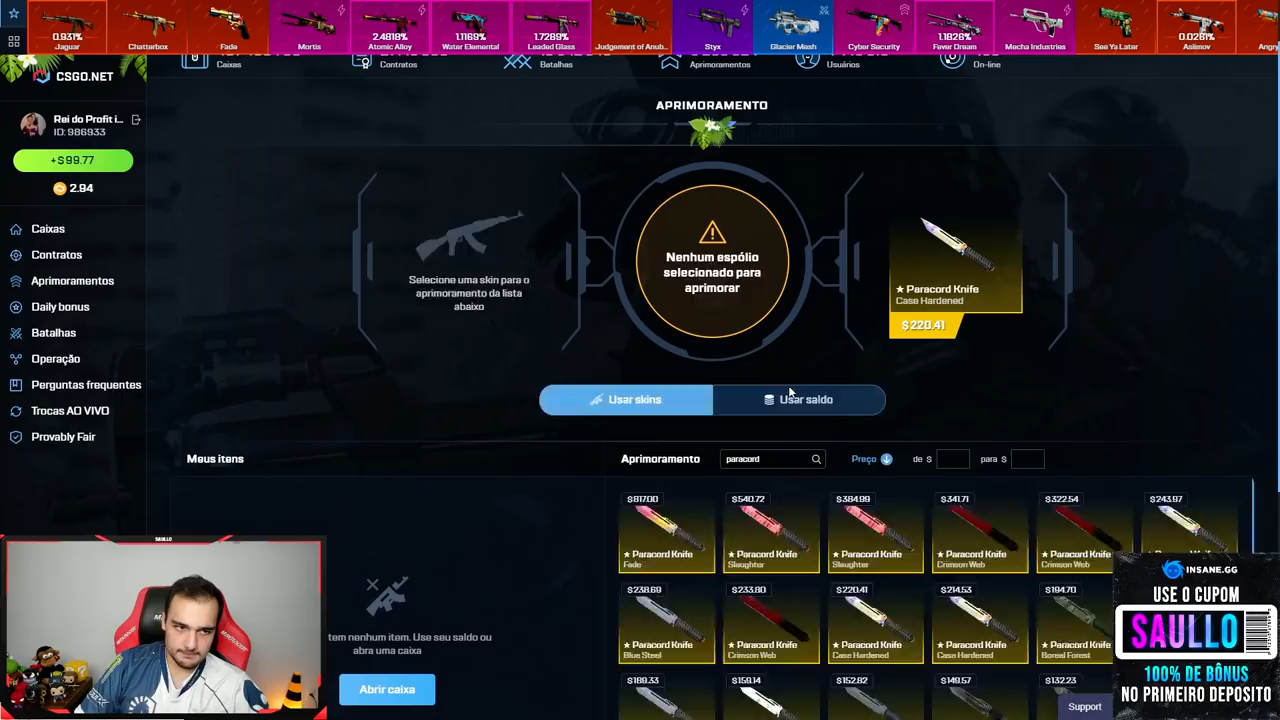 0.931%
Jaguar
Chatterbox
Fade
Mortis
2.4818%
Atomic Alloy
1.1169%
Water Elemental
1.7289%
Leaded Glass
Judgement of Anub...
Styx
Glacier Mesh
Cyber Security
1.1826%
Fever Dream
Mecha Industries
See Ya Later
0.0261%
Asiimov
Angry
CSGO.NET
Caixas
Contratos
Batalhas
Aprimoramentos
Usuários
On-line
Rei do Profit i...
ID: 986933
+$99.77
2.94
Caixas
Contratos
Aprimoramentos
Daily bonus
Batalhas
Operação
Perguntas frequentes
Trocas AO VIVO
Provably Fair
APRIMORAMENTO
Selecione uma skin para o
aprimoramento da lista
abaixo
Nenhum espólio
selecionado para
aprimorar
★ Paracord Knife
Case Hardened
$220.41
Usar skins
Usar saldo
Meus itens
Aprimoramento
paracord
Preço
de $
para $
tem nenhum item. Use seu saldo ou
abra uma caixa
Abrir caixa
$817.00
★ Paracord Knife
Fade
$540.72
★ Paracord Knife
Slaughter
$384.99
★ Paracord Knife
Slaughter
$341.71
★ Paracord Knife
Crimson Web
$322.54
★ Paracord Knife
Crimson Web
$243.97
$238.69
★ Paracord Knife
Blue Steel
$233.80
★ Paracord Knife
Crimson Web
$220.41
★ Paracord Knife
Case Hardened
$214.53
★ Paracord Knife
Case Hardened
$194.70
★ Paracord Knife
Boreal Forest
$189.33
$159.14
$152.82
$149.57
$132.23
Support
SAULLO
INSANE.GG
USE O CUPOM
SAULLO
100% DE BÔNUS
NO PRIMEIRO DEPÓSITO